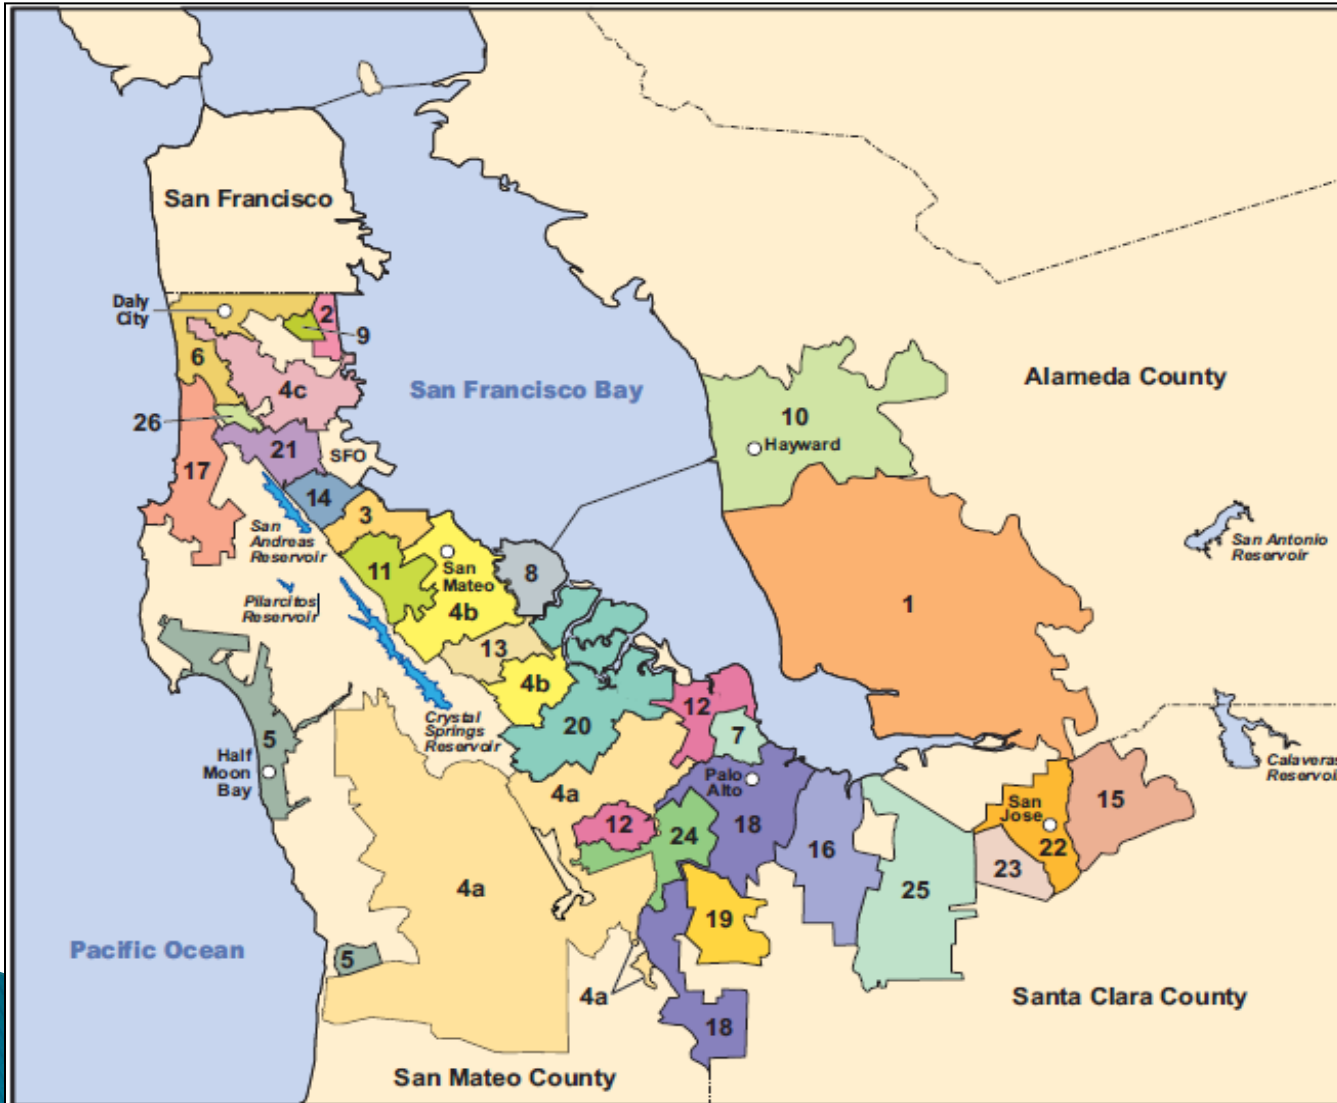 San Francisco
Daly
City
2
9
6
4c
San Francisco Bay
Alameda County
26
10
Hayward
21
SFO
17
14
3
San
Andreas
Reservoir
San Antonio
Reservoir
11
San
Mateo
8
Pilarcitos
Reservoir
4b
1
13
4b
12
20
7
Crystal
Springs
Reservoir
5
Half
Moon
Bay
Palo
Alto
Calaveras
Reservoir
4a
San
Jose
15
12
24
18
16
22
23
4a
25
19
Pacific Ocean
5
4a
Santa Clara County
18
San Mateo County